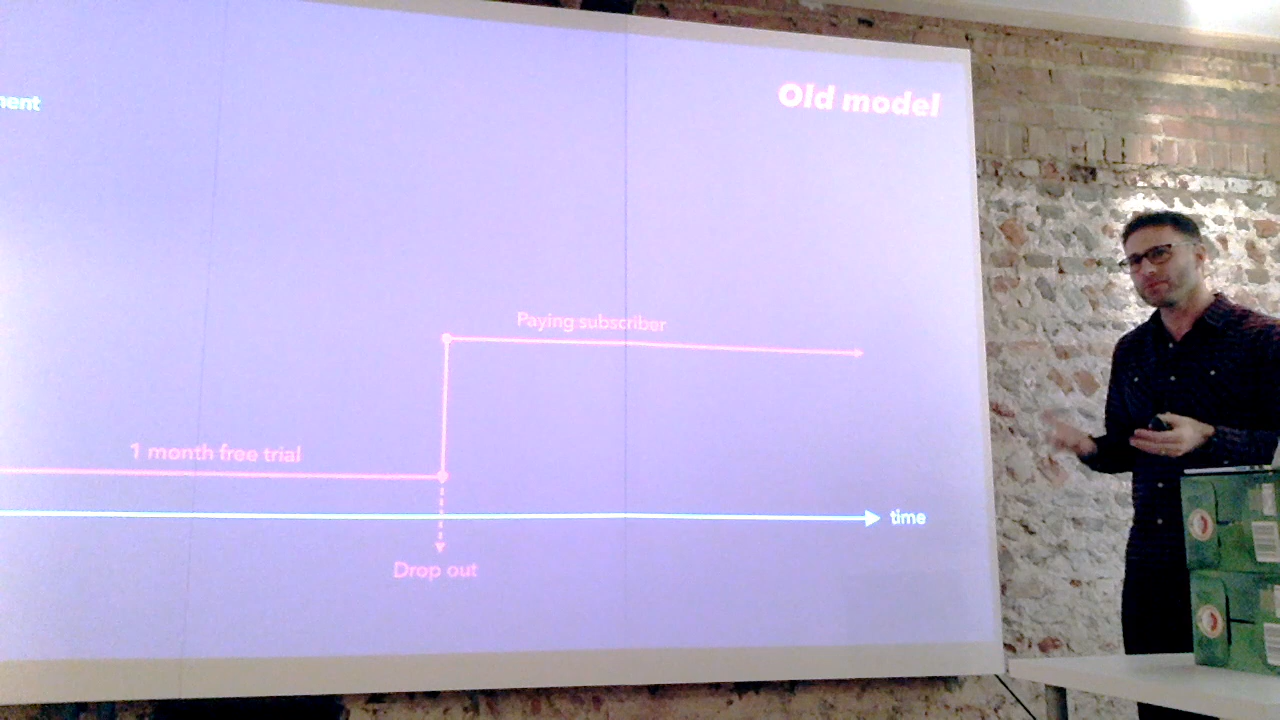 Old model
Paying subscriber
1 month free trial
time
Drop out